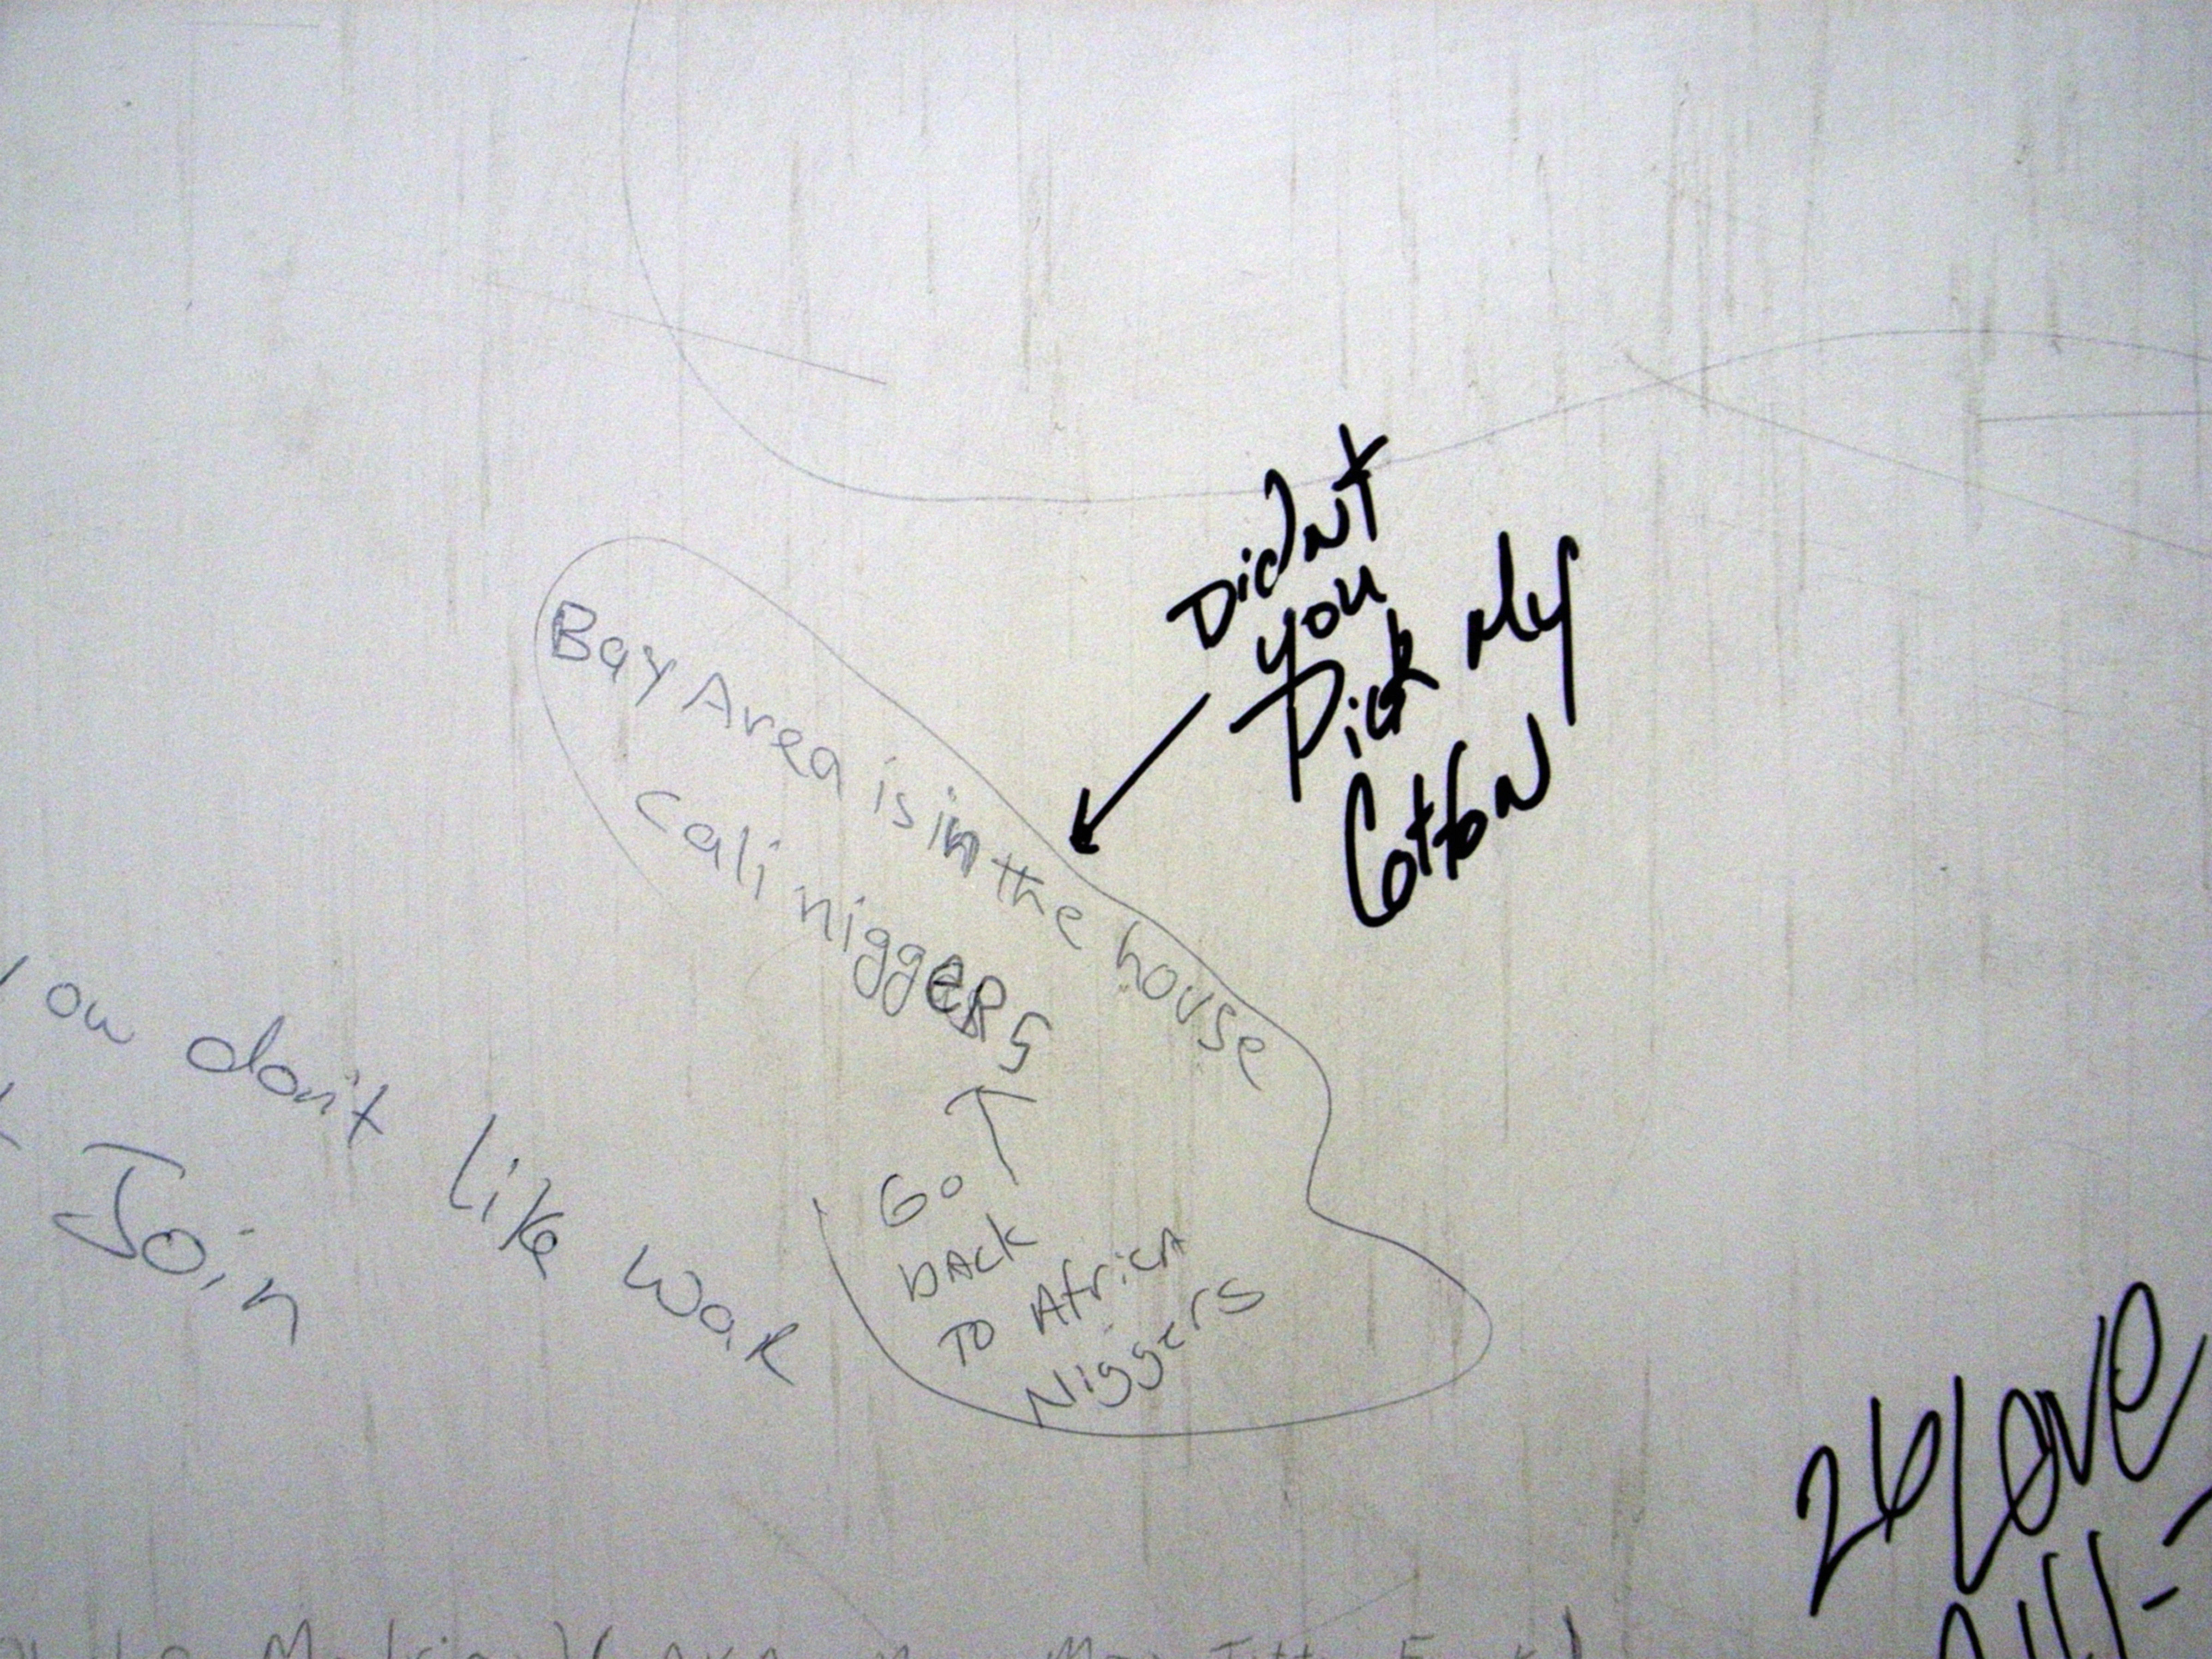 Didnt
you
Pick My
Cotton
Bay Area is in the house
Cali niggERS
Go
back
To Africa
Niggers
ou don't like war
Join
24 Love